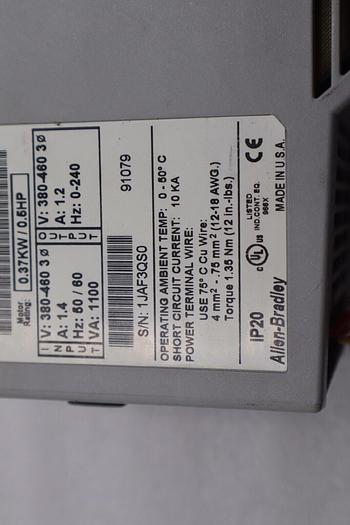 Motor
Rating:
0.37KW / 0.5HP
I N P U T
V: 380-460 3Ø
A: 1.4
Hz: 50 / 60
VA: 1100
O U T P U T
V: 380-460 3Ø
A: 1.2
Hz: 0-240
S/N: 1JAF3QS0
91079
OPERATING AMBIENT TEMP: 0 - 50° C
SHORT CIRCUIT CURRENT: 10 KA
POWER TERMINAL WIRE:
USE 75° C Cu Wire:
4 mm² - .75 mm² (12-18 AWG.)
Torque 1.35 Nm (12 in.-lbs.)
IP20
C UL US
LISTED
IND.CONT. EQ.
966X
CE
Allen-Bradley
MADE IN U.S.A.